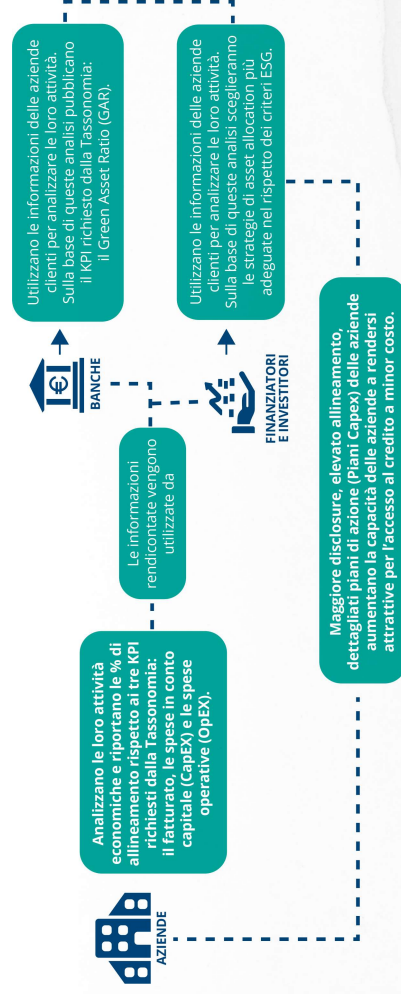 AZIENDE
Analizzano le loro attività
economiche e riportano le % di
allineamento rispetto ai tre KPI
richiesti dalla Tassonomia:
il fatturato, le spese in conto
capitale (CapEX) e le spese
operative (OpEX).
Le informazioni
rendicontate vengono
utilizzate da
BANCHE
Utilizzano le informazioni delle aziende
clienti per analizzare le loro attività.
Sulla base di queste analisi pubblicano
il KPI richiesto dalla Tassonomia:
il Green Asset Ratio (GAR).
FINANZIATORI
E INVESTITORI
Utilizzano le informazioni delle aziende
clienti per analizzare le loro attività.
Sulla base di queste analisi sceglieranno
le strategie di asset allocation più
adeguate nel rispetto dei criteri ESG.
Maggiore disclosure, elevato allineamento,
dettagliati piani di azione (Piani Capex) delle aziende
aumentano la capacità delle aziende a rendersi
attrattive per l'accesso al credito a minor costo.